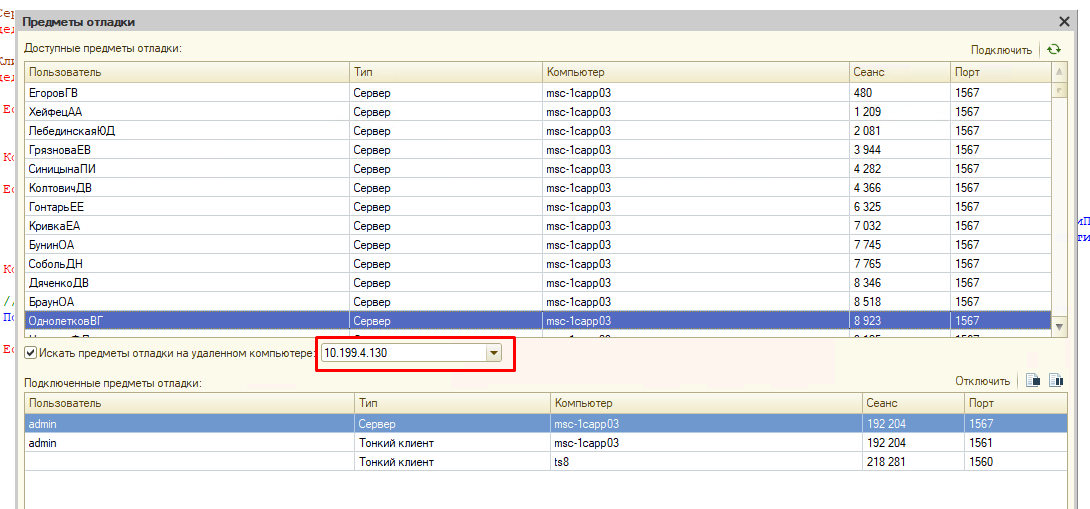 Предметы отладки
Доступные предметы отладки:
Подключить
Пользователь Тип Компьютер Сеанс Порт
ЕгоровГВ Сервер msc-1capp03 480 1567
ХейфецАА Сервер msc-1capp03 1 209 1567
ЛебединскаяЮД Сервер msc-1capp03 2 081 1567
ГрязноваЕВ Сервер msc-1capp03 3 944 1567
СиницынаПИ Сервер msc-1capp03 4 282 1567
КолтовичДВ Сервер msc-1capp03 4 366 1567
ГонтарьЕЕ Сервер msc-1capp03 6 325 1567
КривкаЕА Сервер msc-1capp03 7 032 1567
БунинОА Сервер msc-1capp03 7 745 1567
СобольДН Сервер msc-1capp03 7 765 1567
ДяченкоДВ Сервер msc-1capp03 8 346 1567
БраунОА Сервер msc-1capp03 8 518 1567
ОднолетковВГ Сервер msc-1capp03 8 923 1567
Искать предметы отладки на удаленном компьютере: 10.199.4.130
Подключенные предметы отладки:
Отключить
Пользователь Тип Компьютер Сеанс Порт
admin Сервер msc-1capp03 192 204 1567
admin Тонкий клиент msc-1capp03 192 204 1561
Тонкий клиент ts8 218 281 1560